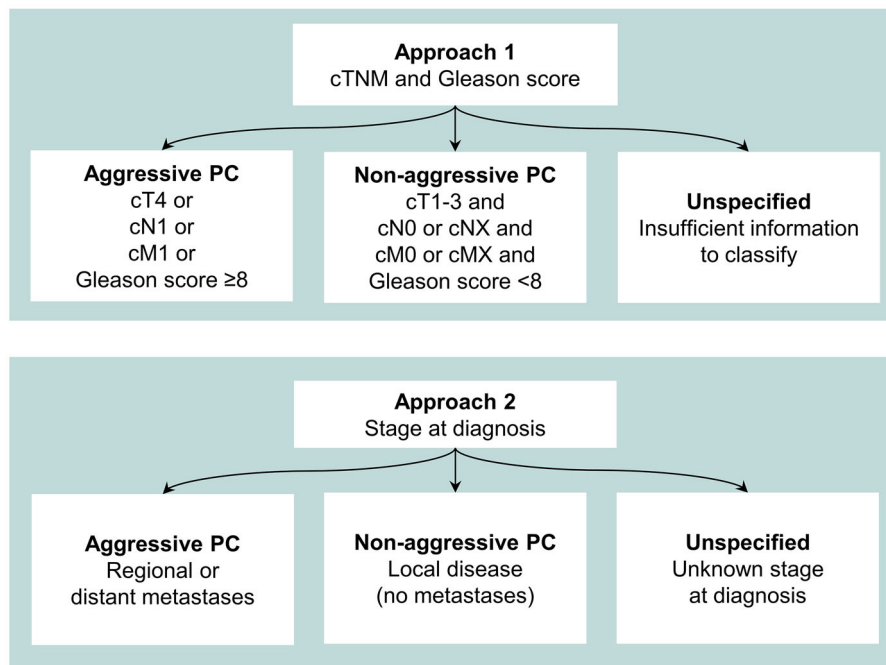 Approach 1
cTNM and Gleason score
Aggressive PC
cT4 or
cN1 or
cM1 or
Gleason score ≥8
Non-aggressive PC
cT1-3 and
cN0 or cNX and
cM0 or cMX and
Gleason score <8
Unspecified
Insufficient information
to classify
Approach 2
Stage at diagnosis
Aggressive PC
Regional or
distant metastases
Non-aggressive PC
Local disease
(no metastases)
Unspecified
Unknown stage
at diagnosis